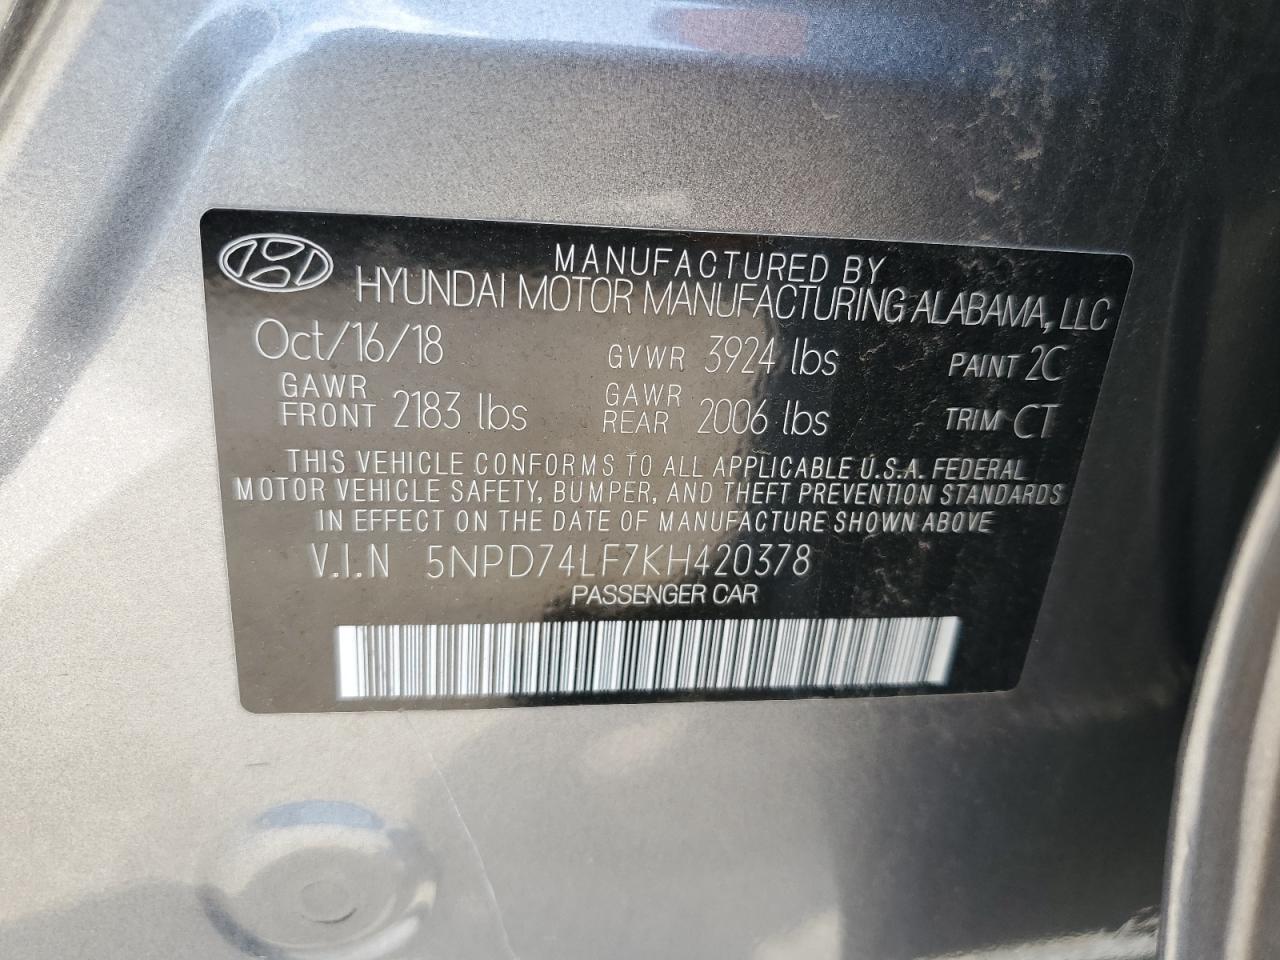 MANUFACTURED BY
HYUNDAI MOTOR MANUFACTURING ALABAMA, LLC
Oct/16/18 GVWR 3924 lbs PAINT 2C
GAWR FRONT 2183 lbs GAWR REAR 2006 lbs TRIM CT
THIS VEHICLE CONFORMS TO ALL APPLICABLE U.S.A. FEDERAL
MOTOR VEHICLE SAFETY, BUMPER, AND THEFT PREVENTION STANDARDS
IN EFFECT ON THE DATE OF MANUFACTURE SHOWN ABOVE
V.I.N 5NPD74LF7KH420378
PASSENGER CAR